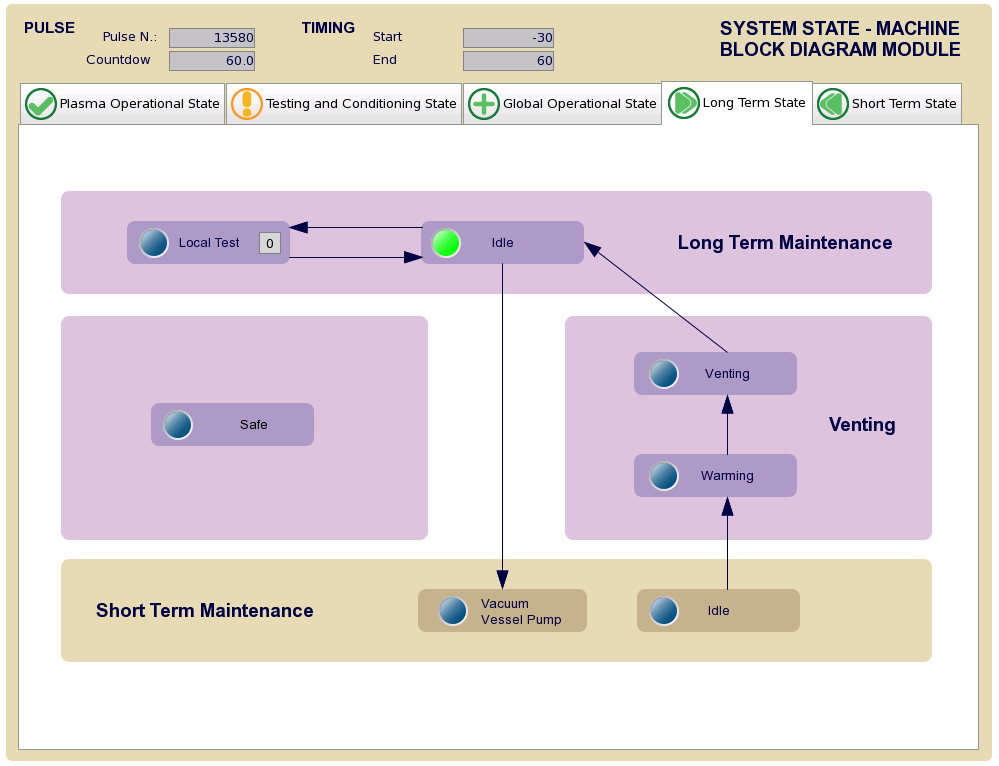 PULSE
Pulse N.: 13580
Countdow 60.0
TIMING
Start -30
End 60
SYSTEM STATE - MACHINE
BLOCK DIAGRAM MODULE
Plasma Operational State
Testing and Conditioning State
Global Operational State
Long Term State
Short Term State
Local Test 0
Idle
Long Term Maintenance
Venting
Safe
Venting
Warming
Short Term Maintenance
Vacuum
Vessel Pump
Idle